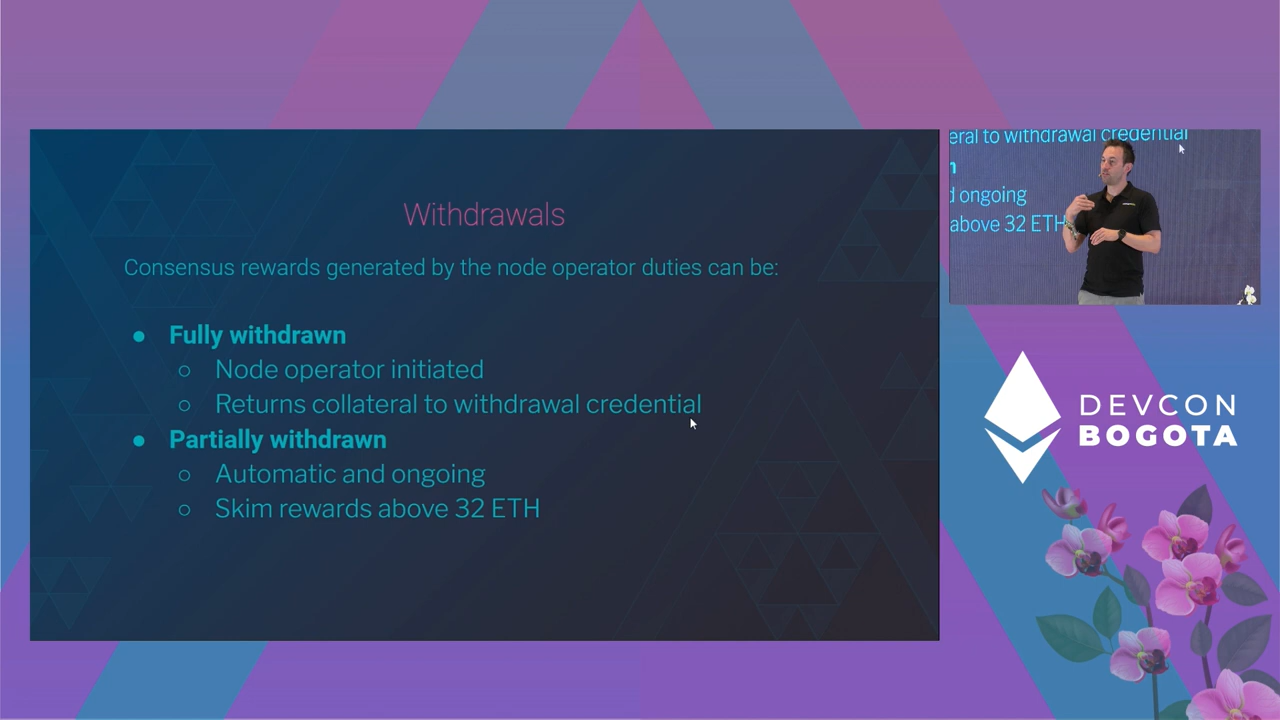 Withdrawals
Consensus rewards generated by the node operator duties can be:
● Fully withdrawn
○ Node operator initiated
○ Returns collateral to withdrawal credential
● Partially withdrawn
○ Automatic and ongoing
○ Skim rewards above 32 ETH
eral to withdrawal credential
n
d ongoing
above 32 ETH
DEVCON
BOGOTA